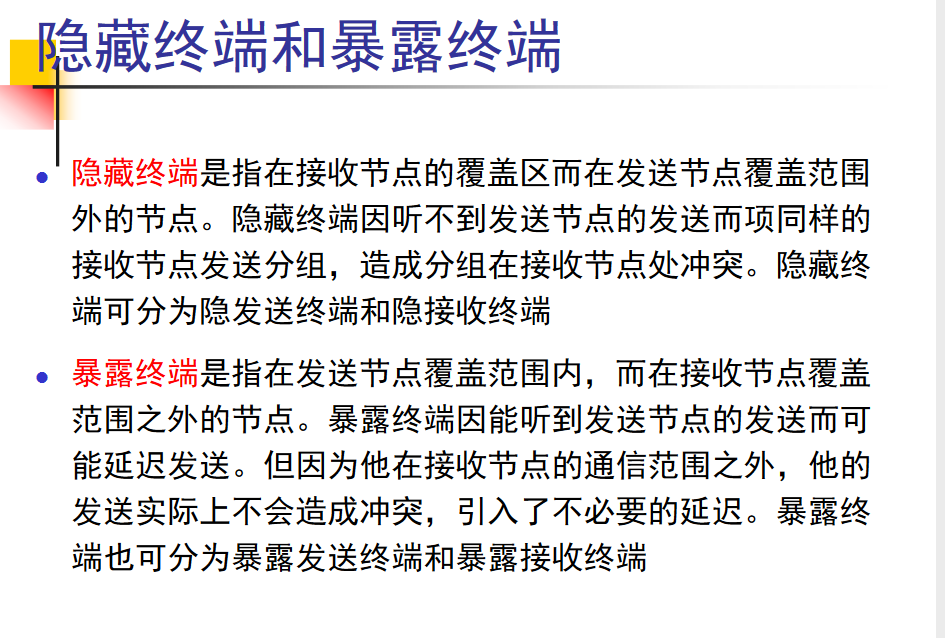 隐藏终端和暴露终端
隐藏终端是指在接收节点的覆盖区而在发送节点覆盖范围
外的节点。隐藏终端因听不到发送节点的发送而项同样的
接收节点发送分组，造成分组在接收节点处冲突。隐藏终
端可分为隐发送终端和隐接收终端
暴露终端是指在发送节点覆盖范围内，而在接收节点覆盖
范围之外的节点。暴露终端因能听到发送节点的发送而可
能延迟发送。但因为他在接收节点的通信范围之外，他的
发送实际上不会造成冲突，引入了不必要的延迟。暴露终
端也可分为暴露发送终端和暴露接收终端